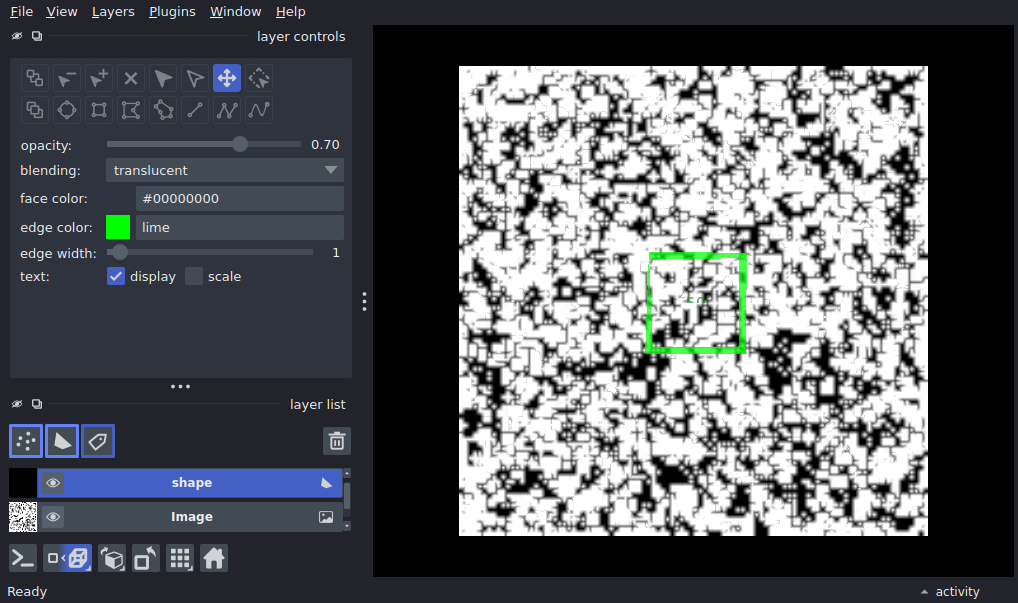 File View Layers Plugins Window Help
layer controls
opacity: 0.70
blending: translucent
face color: #00000000
edge color: lime
edge width: 1
text: display scale
layer list
shape
Image
Ready activity